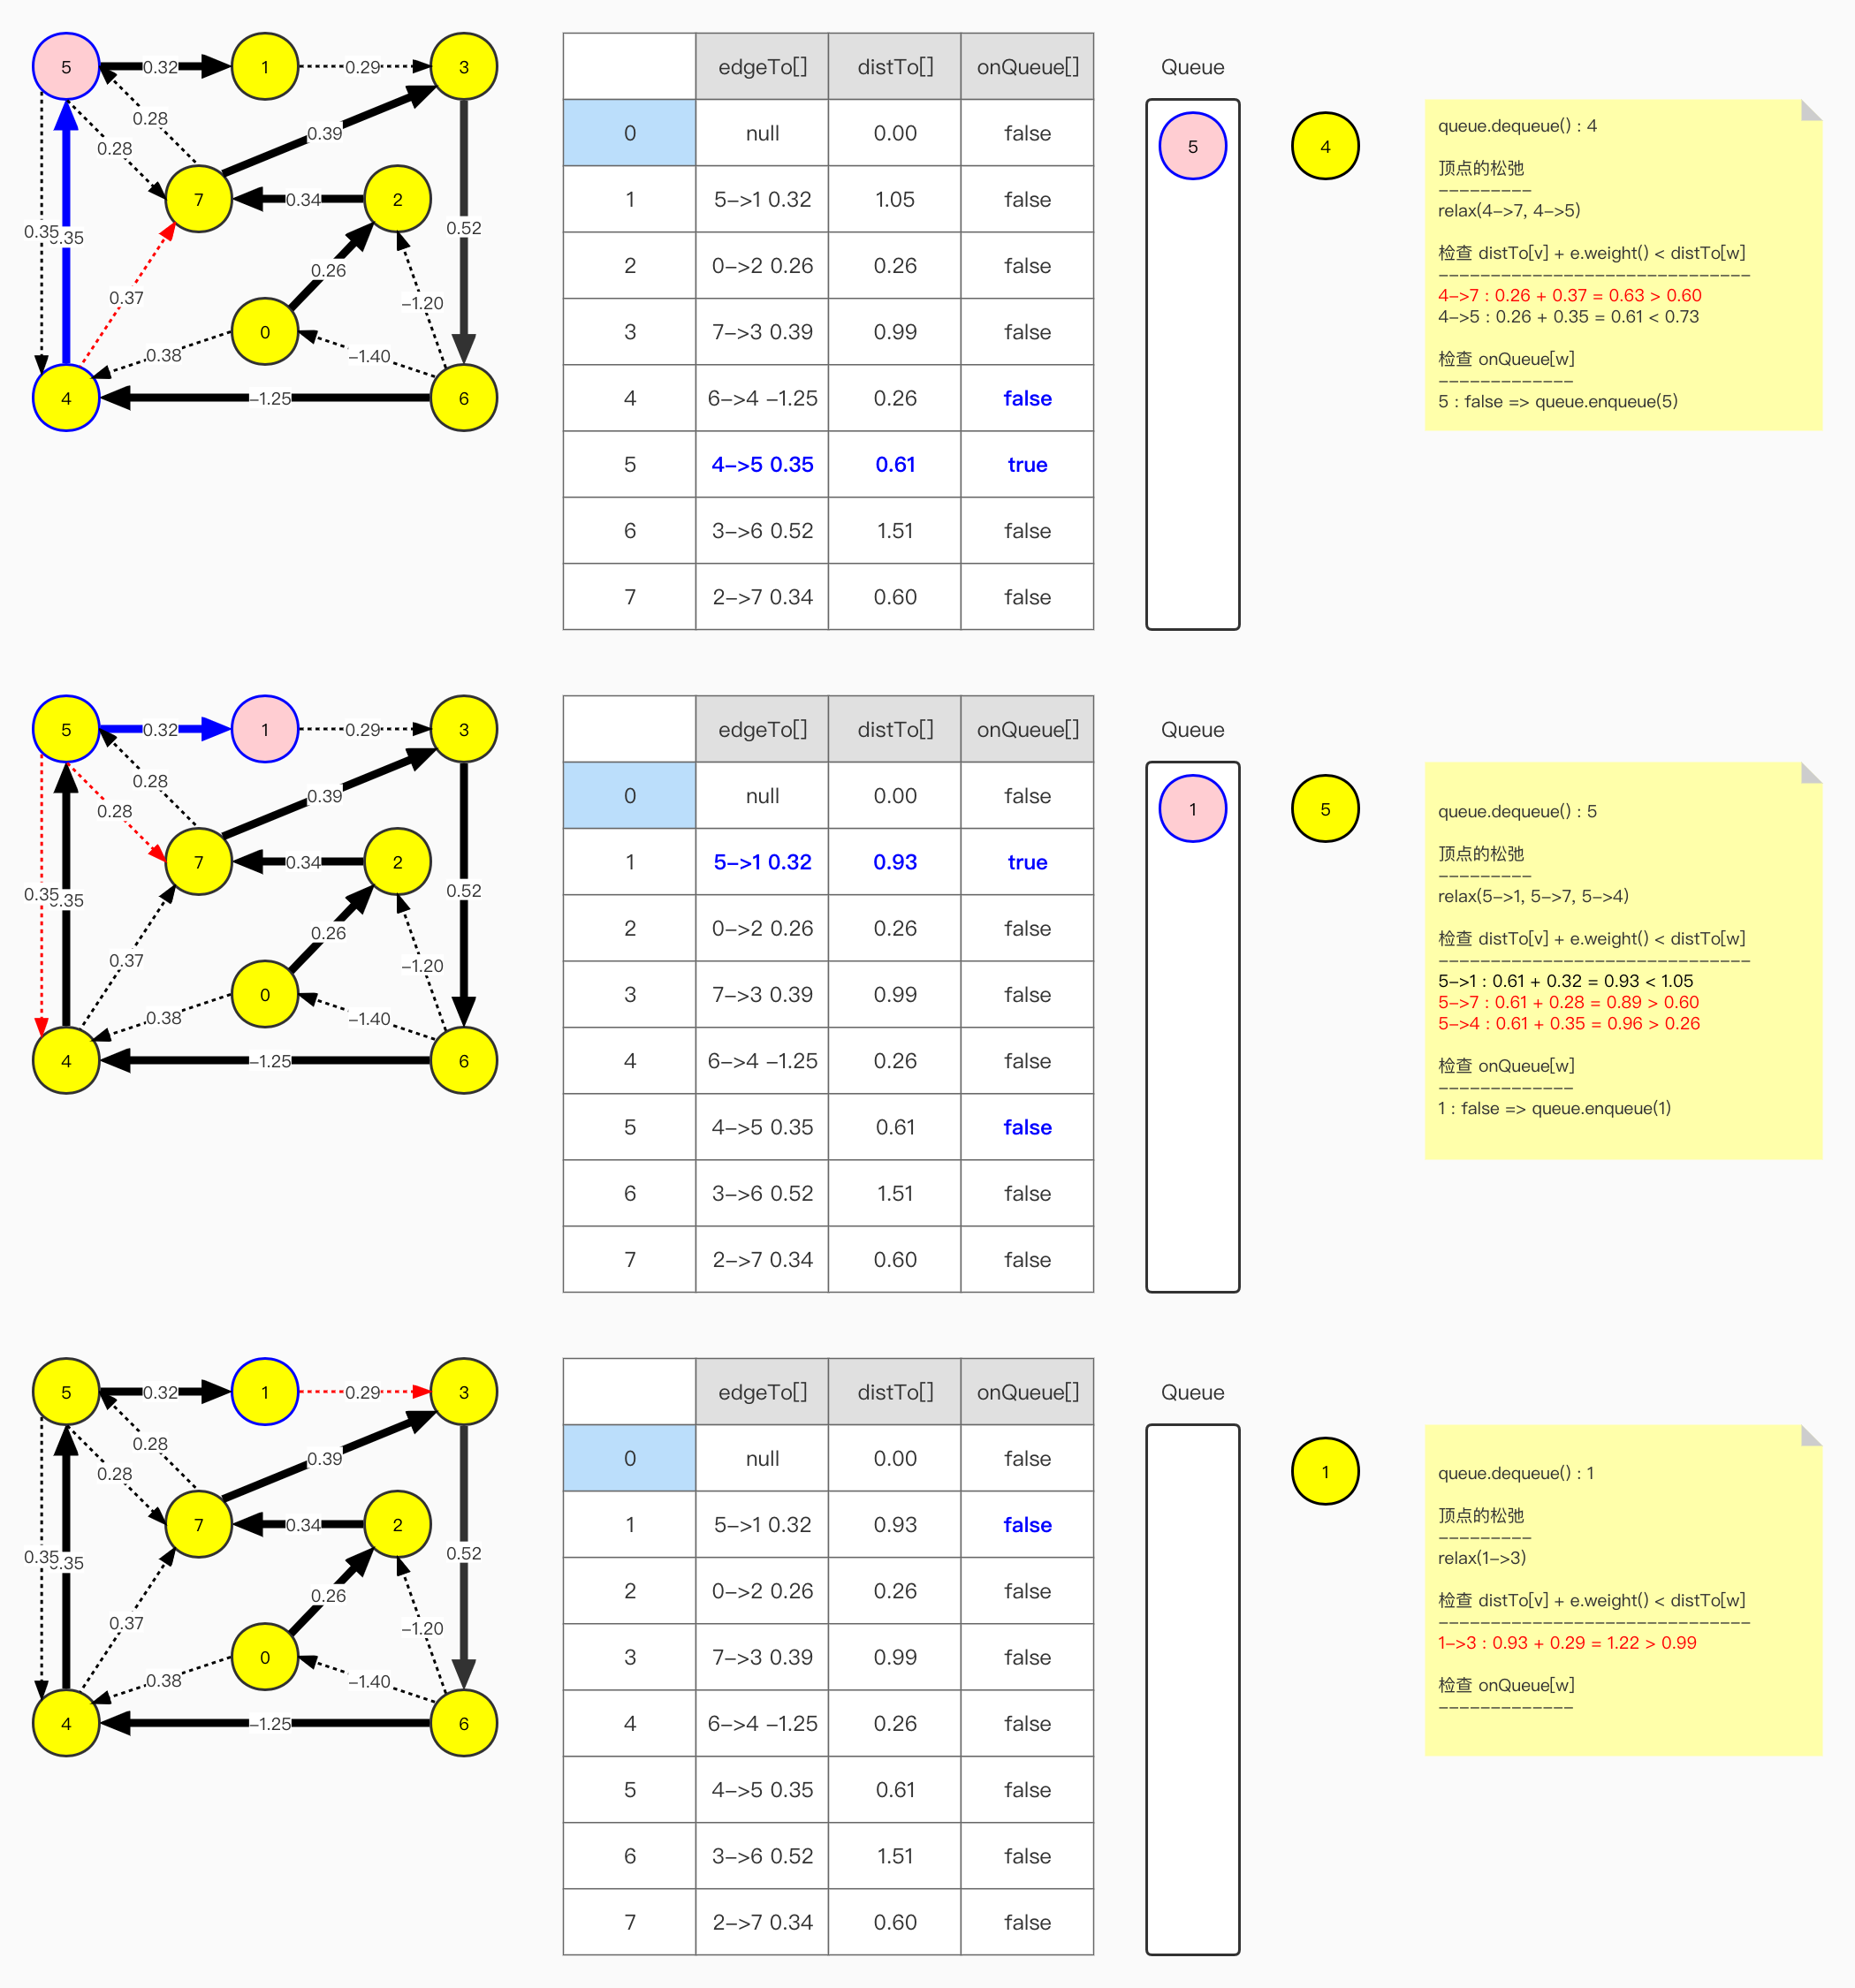 5
0.32
1
0.29
3
0.28
0.39
0.28
7
0.34
2
0.35
0.35
0.52
0.26
0.37
–1.20
0
0.38
–1.40
4
–1.25
6
edgeTo[] distTo[] onQueue[]
0 null 0.00 false
1 5–>1 0.32 1.05 false
2 0–>2 0.26 0.26 false
3 7–>3 0.39 0.99 false
4 6–>4 –1.25 0.26 false
5 4–>5 0.35 0.61 true
6 3–>6 0.52 1.51 false
7 2–>7 0.34 0.60 false
Queue
5
4
queue.dequeue() : 4
顶点的松弛
–––––––––
relax(4–>7, 4–>5)
检查 distTo[v] + e.weight() < distTo[w]
––––––––––––––––––––––––––––––
4–>7 : 0.26 + 0.37 = 0.63 > 0.60
4–>5 : 0.26 + 0.35 = 0.61 < 0.73
检查 onQueue[w]
–––––––––––––
5 : false => queue.enqueue(5)
5
0.32
1
0.29
3
0.28
0.39
0.28
7
0.34
2
0.35
0.35
0.52
0.26
0.37
–1.20
0
0.38
–1.40
4
–1.25
6
edgeTo[] distTo[] onQueue[]
0 null 0.00 false
1 5–>1 0.32 0.93 true
2 0–>2 0.26 0.26 false
3 7–>3 0.39 0.99 false
4 6–>4 –1.25 0.26 false
5 4–>5 0.35 0.61 false
6 3–>6 0.52 1.51 false
7 2–>7 0.34 0.60 false
Queue
1
5
queue.dequeue() : 5
顶点的松弛
–––––––––
relax(5–>1, 5–>7, 5–>4)
检查 distTo[v] + e.weight() < distTo[w]
––––––––––––––––––––––––––––––
5–>1 : 0.61 + 0.32 = 0.93 < 1.05
5–>7 : 0.61 + 0.28 = 0.89 > 0.60
5–>4 : 0.61 + 0.35 = 0.96 > 0.26
检查 onQueue[w]
–––––––––––––
1 : false => queue.enqueue(1)
5
0.32
1
0.29
3
0.28
0.39
0.28
7
0.34
2
0.35
0.35
0.52
0.26
0.37
–1.20
0
0.38
–1.40
4
–1.25
6
edgeTo[] distTo[] onQueue[]
0 null 0.00 false
1 5–>1 0.32 0.93 false
2 0–>2 0.26 0.26 false
3 7–>3 0.39 0.99 false
4 6–>4 –1.25 0.26 false
5 4–>5 0.35 0.61 false
6 3–>6 0.52 1.51 false
7 2–>7 0.34 0.60 false
Queue
1
queue.dequeue() : 1
顶点的松弛
–––––––––
relax(1–>3)
检查 distTo[v] + e.weight() < distTo[w]
––––––––––––––––––––––––––––––
1–>3 : 0.93 + 0.29 = 1.22 > 0.99
检查 onQueue[w]
–––––––––––––